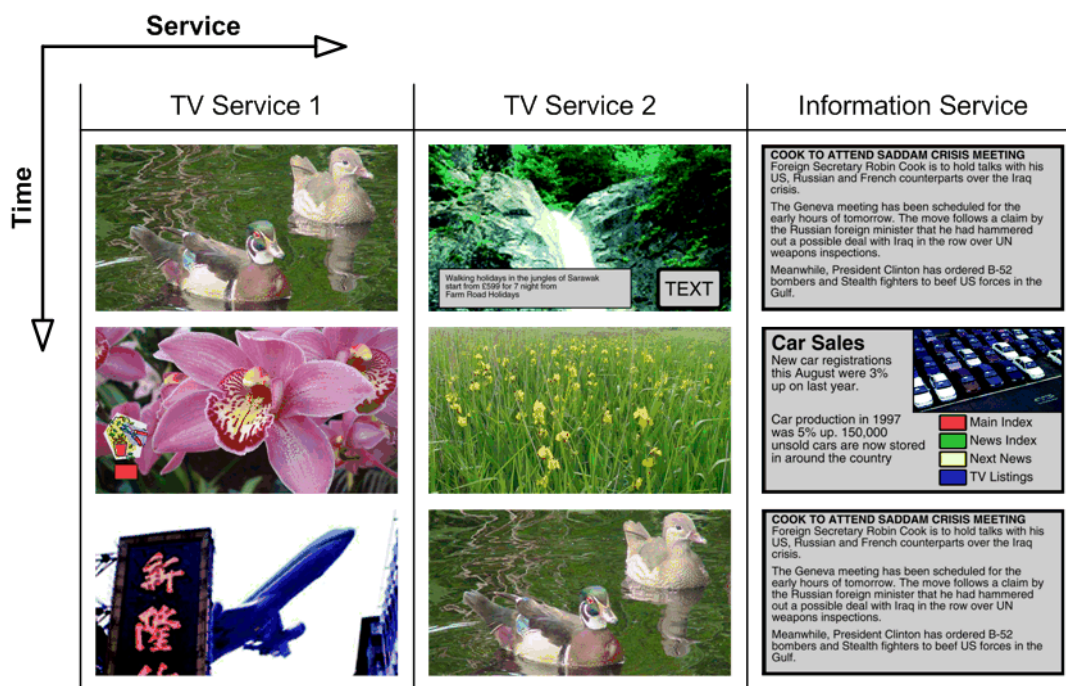 Service
Time
TV Service 1
TV Service 2
Information Service
Walking holidays in the jungles of Sarawak
start from £599 for 7 night from
Farm Road Holidays
TEXT
COOK TO ATTEND SADDAM CRISIS MEETING
Foreign Secretary Robin Cook is to hold talks with his
US, Russian and French counterparts over the Iraq
crisis.
The Geneva meeting has been scheduled for the
early hours of tomorrow. The move follows a claim by
the Russian foreign minister that he had hammered
out a possible deal with Iraq in the row over UN
weapons inspections.
Meanwhile, President Clinton has ordered B-52
bombers and Stealth fighters to beef US forces in the
Gulf.
Car Sales
New car registrations
this August were 3%
up on last year.
Car production in 1997
was 5% up. 150,000
unsold cars are now stored
in around the country
Main Index
News Index
Next News
TV Listings
新
隆
COOK TO ATTEND SADDAM CRISIS MEETING
Foreign Secretary Robin Cook is to hold talks with his
US, Russian and French counterparts over the Iraq
crisis.
The Geneva meeting has been scheduled for the
early hours of tomorrow. The move follows a claim by
the Russian foreign minister that he had hammered
out a possible deal with Iraq in the row over UN
weapons inspections.
Meanwhile, President Clinton has ordered B-52
bombers and Stealth fighters to beef US forces in the
Gulf.